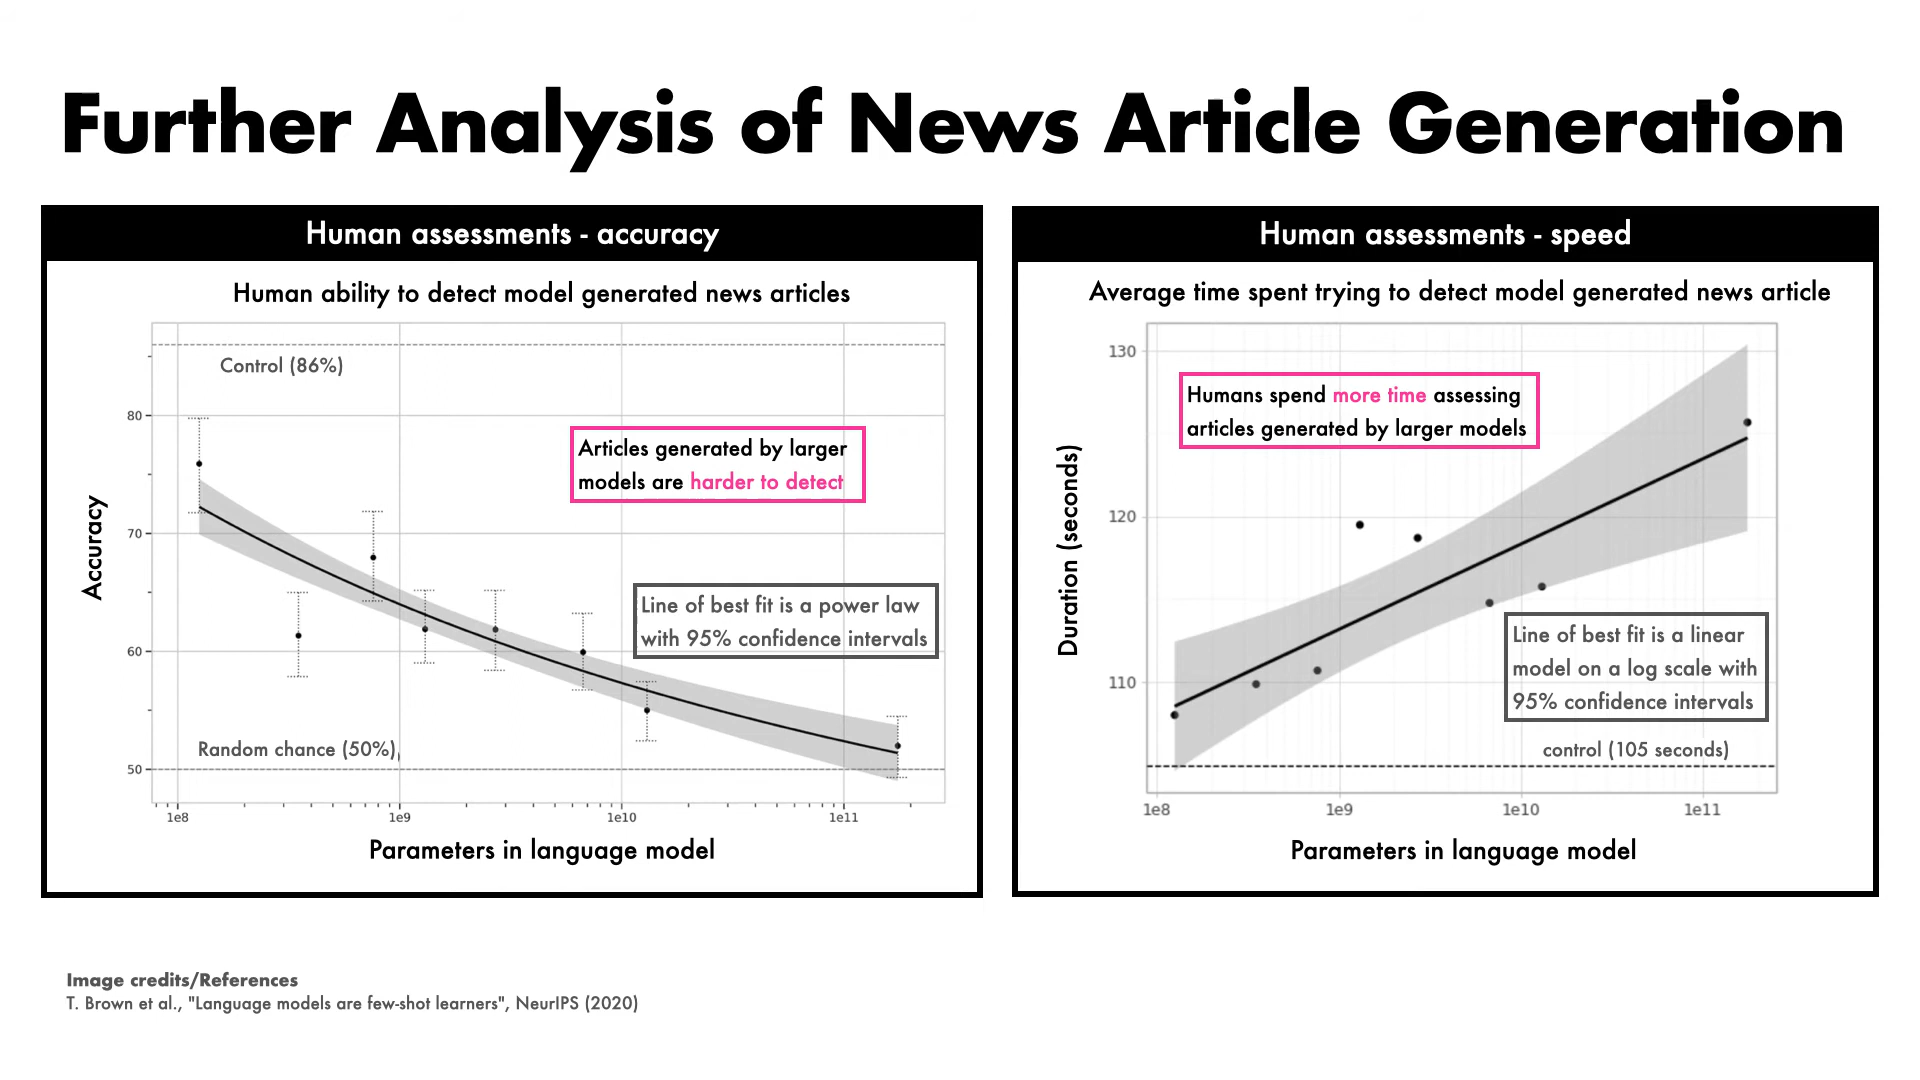 Further Analysis of News Article Generation
Human assessments - accuracy
Human ability to detect model generated news articles
Control (86%)
80
70
60
50
Articles generated by larger
models are harder to detect
Line of best fit is a power law
with 95% confidence intervals
Random chance (50%)
Accuracy
1e8
1e9
1e10
1e11
Parameters in language model
Human assessments - speed
Average time spent trying to detect model generated news article
130
120
110
Humans spend more time assessing
articles generated by larger models
Duration (seconds)
Line of best fit is a linear
model on a log scale with
95% confidence intervals
control (105 seconds)
1e8
1e9
1e10
1e11
Parameters in language model
Image credits/References
T. Brown et al., "Language models are few-shot learners", NeurIPS (2020)